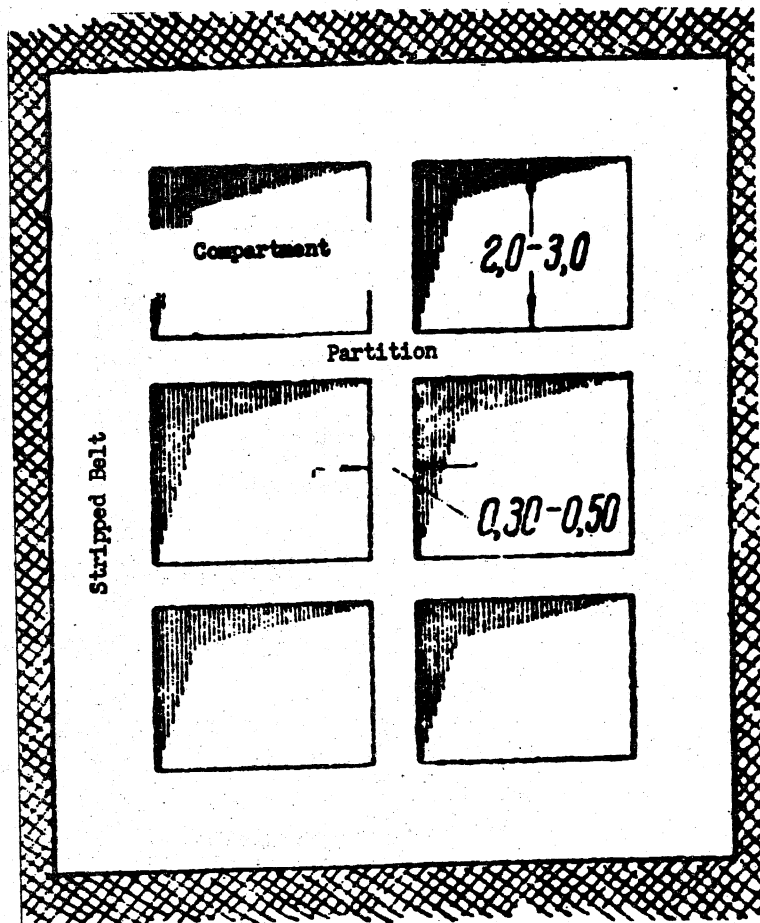 Compartment
2,0-3,0
Partition
Stripped Belt
0,30-0,50